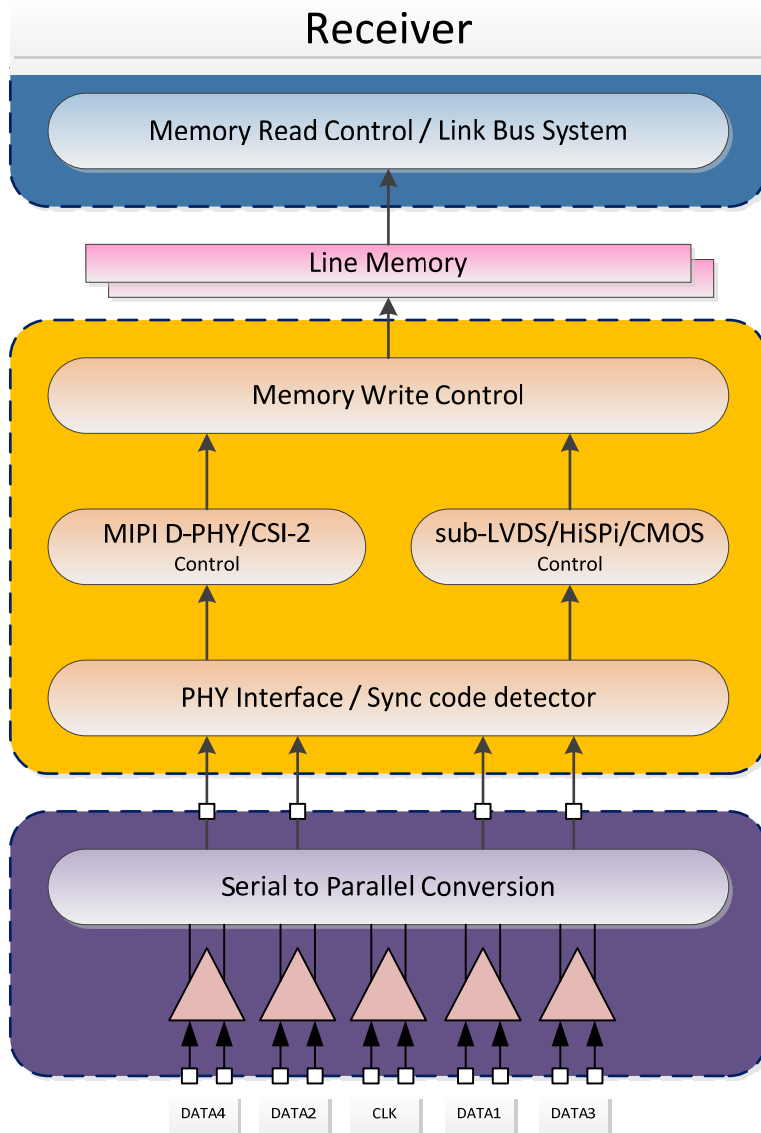 Receiver
Memory Read Control / Link Bus System
Line Memory
Memory Write Control
MIPI D-PHY/CSI-2
Control
sub-LVDS/HiSPi/CMOS
Control
PHY Interface / Sync code detector
Serial to Parallel Conversion
DATA4
DATA2
CLK
DATA1
DATA3